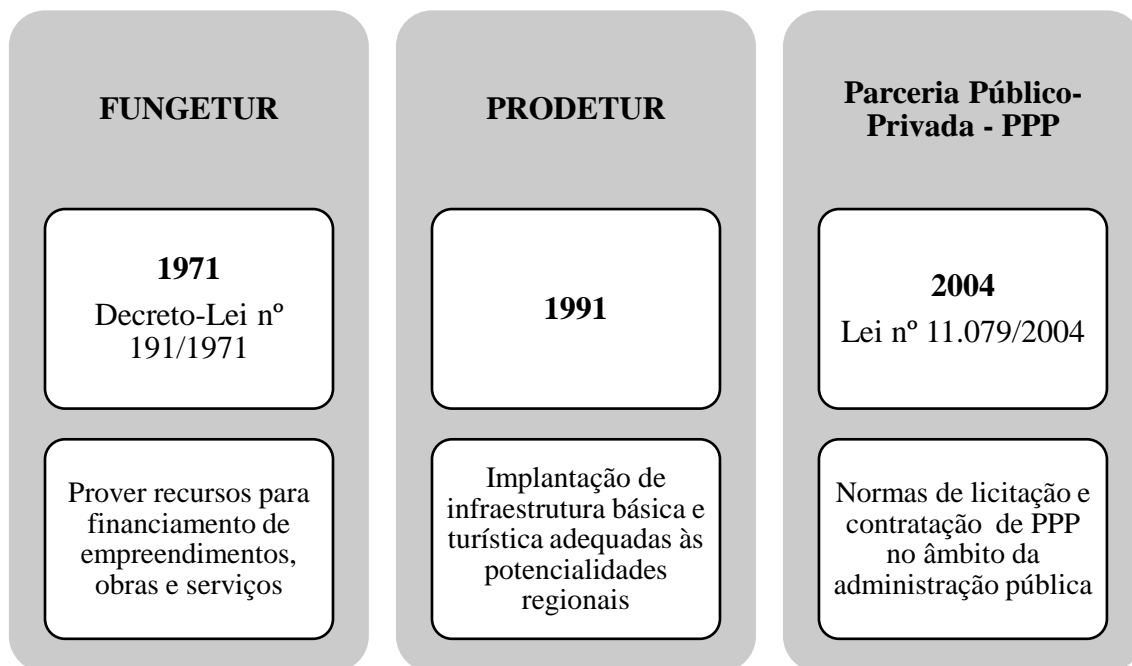 FUNGETUR
1971
Decreto-Lei nº
191/1971
Prover recursos para
financiamento de
empreendimentos,
obras e serviços
PRODETUR
1991
Implantação de
infraestrutura básica e
turística adequadas às
potencialidades
regionais
Parceria Público-
Privada - PPP
2004
Lei nº 11.079/2004
Normas de licitação e
contratação de PPP
no âmbito da
administração pública